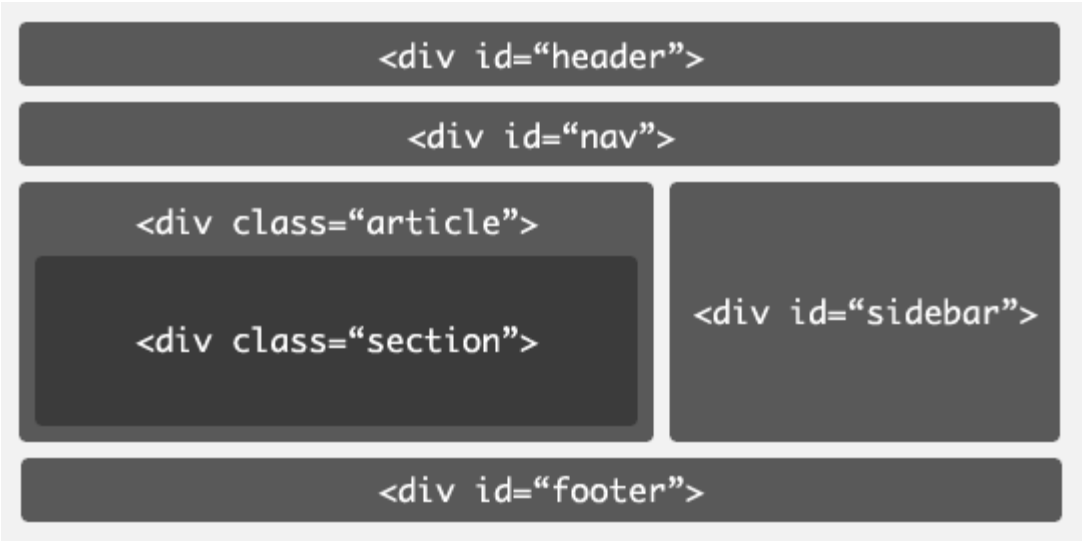 <div id=“header”>
<div id=“nav”>
<div class=“article”>
<div class=“section”>
<div id=“sidebar”>
<div id=“footer”>